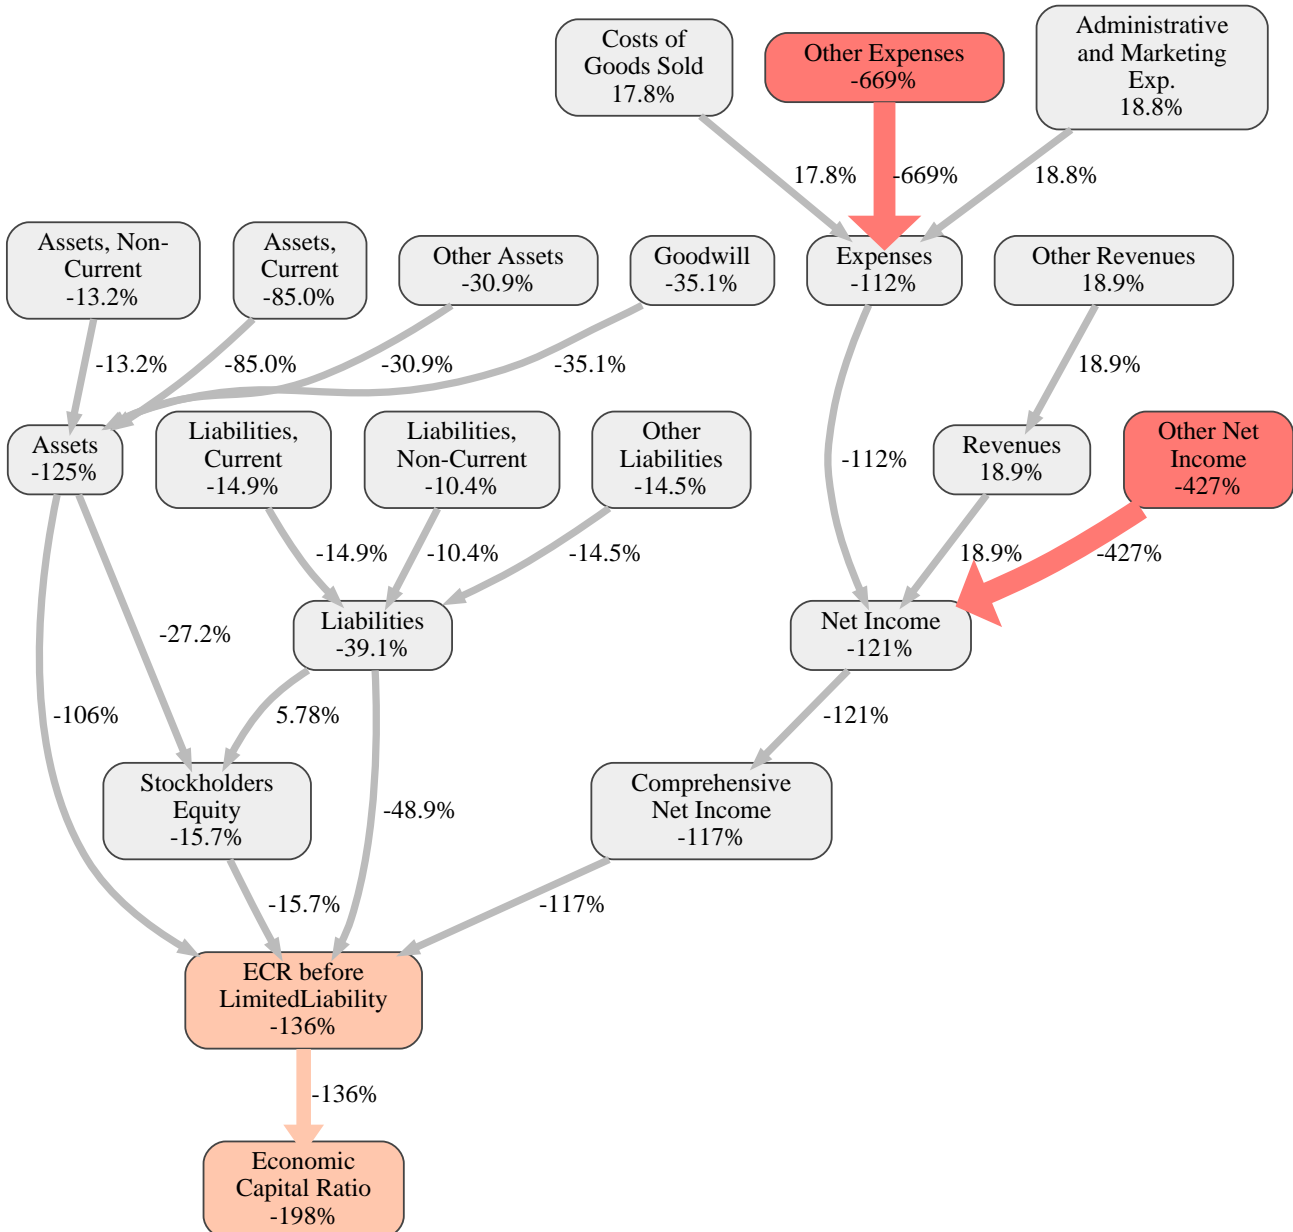 Costs of
Goods Sold
17.8%
Other Expenses
-669%
Administrative
and Marketing
Exp.
18.8%
17.8%
-669%
18.8%
Assets, Non-
Current
-13.2%
Assets,
Current
-85.0%
Other Assets
-30.9%
Goodwill
-35.1%
Expenses
-112%
Other Revenues
18.9%
-13.2%
-85.0%
-30.9%
-35.1%
18.9%
Assets
-125%
Liabilities,
Current
-14.9%
Liabilities,
Non-Current
-10.4%
Other
Liabilities
-14.5%
-112%
Revenues
18.9%
Other Net
Income
-427%
-14.9%
-10.4%
-14.5%
18.9%
-427%
-27.2%
Liabilities
-39.1%
Net Income
-121%
-106%
5.78%
-121%
Stockholders
Equity
-15.7%
-48.9%
Comprehensive
Net Income
-117%
-15.7%
-117%
ECR before
LimitedLiability
-136%
-136%
Economic
Capital Ratio
-198%